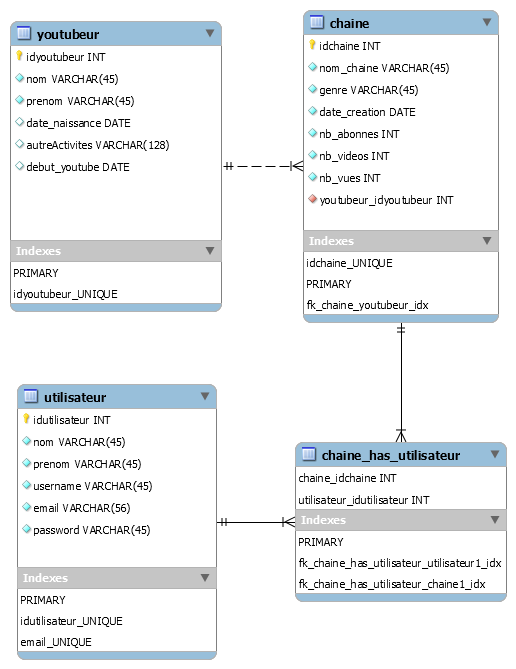 youtubeur
idyoutubeur INT
nom VARCHAR(45)
prenom VARCHAR(45)
date_naissance DATE
autreActivites VARCHAR(128)
debut_youtube DATE
Indexes
PRIMARY
idyoutubeur_UNIQUE
chaine
idchaine INT
nom_chaine VARCHAR(45)
genre VARCHAR(45)
date_creation DATE
nb_abonnes INT
nb_videos INT
nb_vues INT
youtubeur_idyoutubeur INT
Indexes
idchaine_UNIQUE
PRIMARY
fk_chaine_youtubeur_idx
utilisateur
idutilisateur INT
nom VARCHAR(45)
prenom VARCHAR(45)
username VARCHAR(45)
email VARCHAR(56)
password VARCHAR(45)
Indexes
PRIMARY
idutilisateur_UNIQUE
email_UNIQUE
chaine_has_utilisateur
chaine_idchaine INT
utilisateur_idutilisateur INT
Indexes
PRIMARY
fk_chaine_has_utilisateur_utilisateur1_idx
fk_chaine_has_utilisateur_chaine1_idx